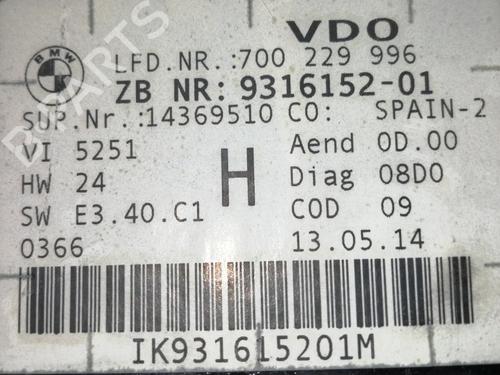 BMW
VDO
LFD.NR.:700 229 996
ZB NR: 9316152-01
SUP.Nr.:14369510 CO: SPAIN-2
VI 5251 Aend 0D.00
HW 24 H Diag 08D0
SW E3.40.C1 COD 09
0366 13.05.14
IK931615201M